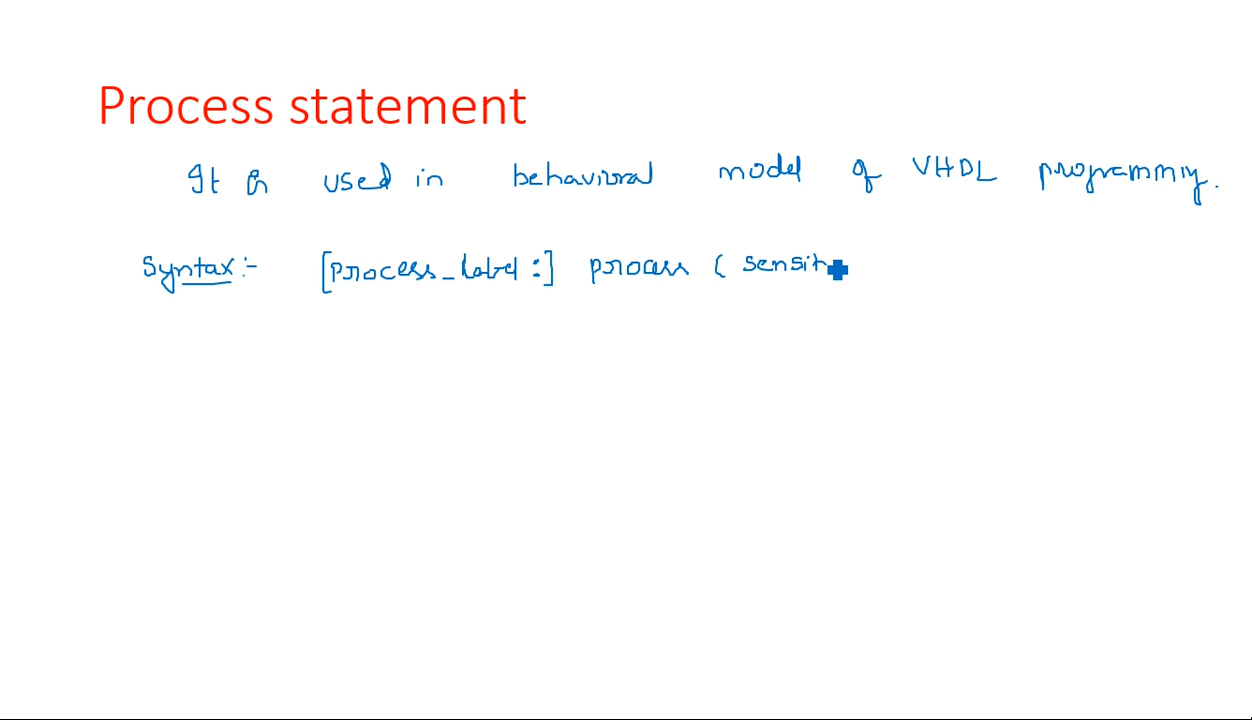 Process statement
It is used in behavioral model of VHDL programming.
Syntax:- [process_label:] process ( sensit